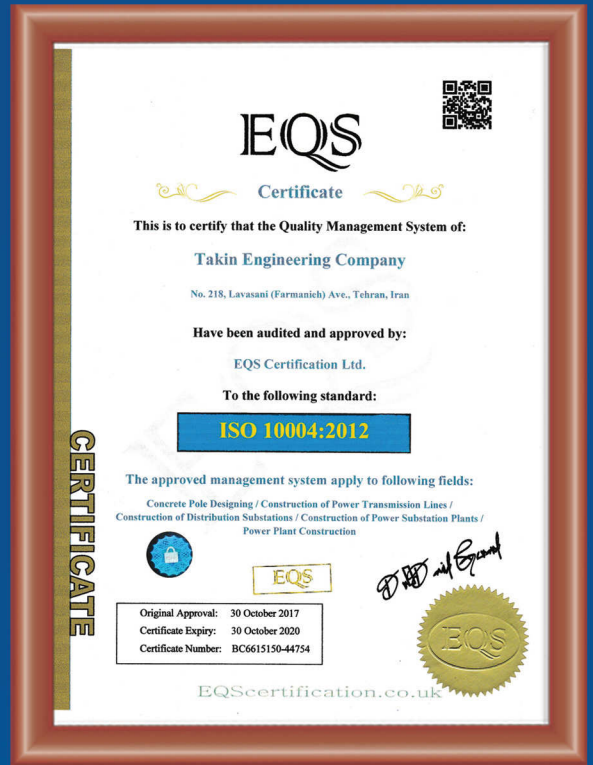 EQS
Certificate
This is to certify that the Quality Management System of:
Takin Engineering Company
No. 218, Lavasani (Farmanieh) Ave., Tehran, Iran
Have been audited and approved by:
EQS Certification Ltd.
To the following standard:
ISO 10004:2012
The approved management system apply to following fields:
Concrete Pole Designing / Construction of Power Transmission Lines /
Construction of Distribution Substations / Construction of Power Substation Plants /
Power Plant Construction
CERTIFICATE
EQS
Original Approval: 30 October 2017
Certificate Expiry: 30 October 2020
Certificate Number: BC6615150-44754
EQS
EQScertification.co.uk